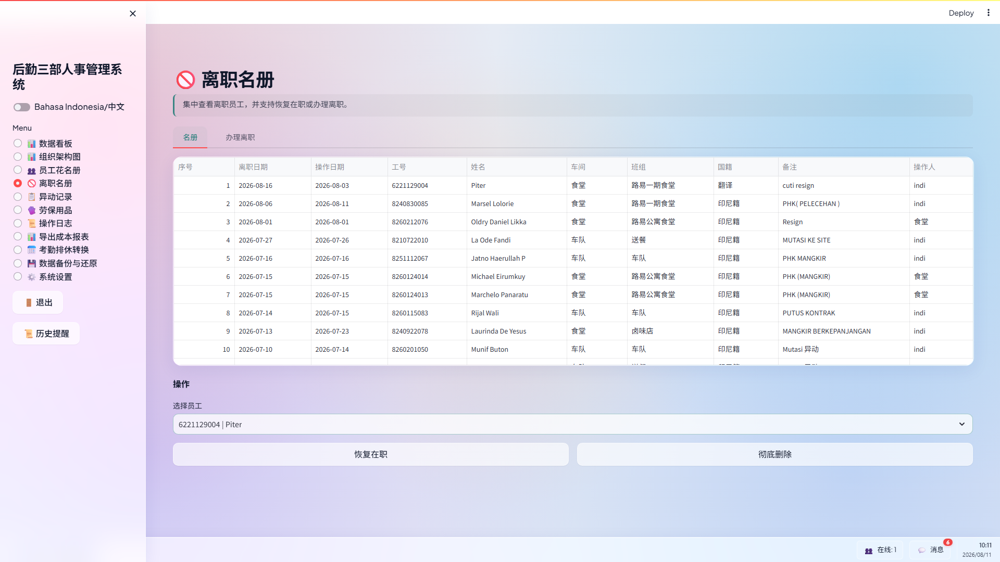 Deploy
后勤三部人事管理系
统
Bahasa Indonesia/中文
Menu
数据看板
组织架构图
员工花名册
离职名册
异动记录
劳保用品
操作日志
导出成本报表
考勤排休转换
数据备份与还原
系统设置
退出
历史提醒
离职名册
集中查看离职员工，并支持恢复在职或办理离职。
名册 办理离职
序号 离职日期 操作日期 工号 姓名 车间 班组 国籍 备注 操作人
1 2026-08-16 2026-08-03 6221129004 Piter 食堂 路易一期食堂 翻译 cuti resign indi
2 2026-08-06 2026-08-11 8240830085 Marsel Lolorie 食堂 路易一期食堂 印尼籍 PHK( PELECEHAN ) indi
3 2026-08-01 2026-08-01 8260212076 Oldry Daniel Likka 食堂 路易公寓食堂 印尼籍 Resign 食堂
4 2026-07-27 2026-07-26 8210722010 La Ode Fandi 车队 送餐 印尼籍 MUTASI KE SITE indi
5 2026-07-16 2026-07-16 8251112067 Jatno Haerullah P 车队 车队 印尼籍 PHK MANGKIR indi
6 2026-07-15 2026-07-15 8260124014 Michael Eirumkuy 食堂 路易公寓食堂 印尼籍 PHK (MANGKIR) 食堂
7 2026-07-15 2026-07-15 8260124013 Marchelo Panaratu 食堂 路易公寓食堂 印尼籍 PHK (MANGKIR) 食堂
8 2026-07-14 2026-07-15 8260115083 Rijal Wali 车队 车队 印尼籍 PUTUS KONTRAK indi
9 2026-07-13 2026-07-23 8240922078 Laurinda De Yesus 食堂 卤味店 印尼籍 MANGKIR BERKEPANJANGAN indi
10 2026-07-10 2026-07-14 8260201050 Munif Buton 车队 车队 印尼籍 Mutasi 异动 indi
操作
选择员工
6221129004 | Piter
恢复在职 彻底删除
在线: 1
消息
6
10:11
2026/08/11